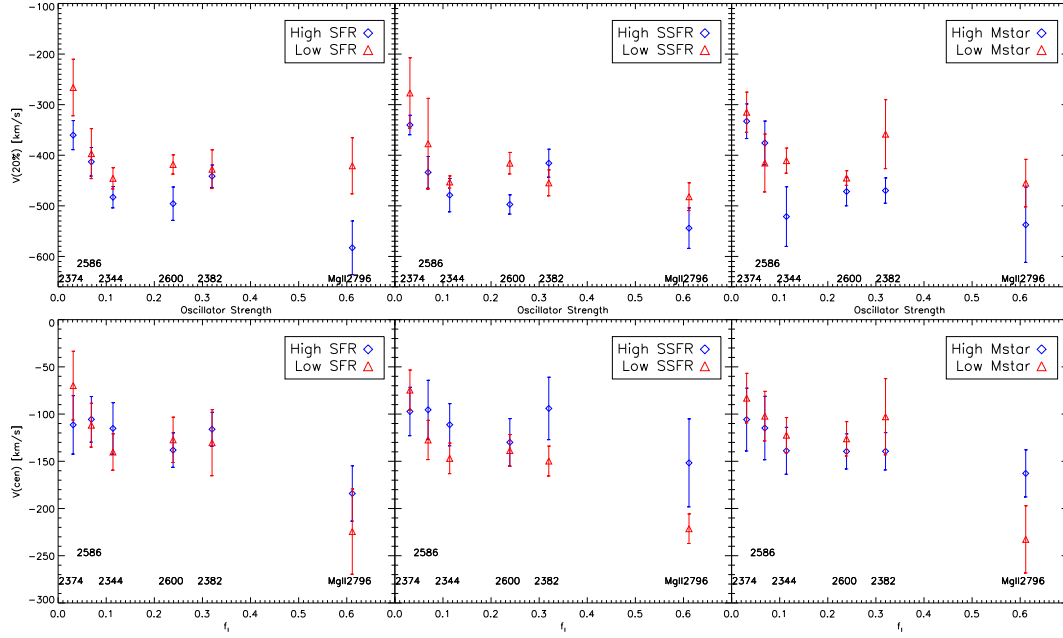 -100
-200
-300
-400
-500
-600
V(20%) [km/s]
High SFR
Low SFR
2586
2374 2344 2600 2382 MgII2796
0.0 0.1 0.2 0.3 0.4 0.5 0.6
Oscillator Strength
High SSFR
Low SSFR
2586
2374 2344 2600 2382 MgII2796
0.0 0.1 0.2 0.3 0.4 0.5 0.6
Oscillator Strength
High Mstar
Low Mstar
2586
2374 2344 2600 2382 MgII2796
0.0 0.1 0.2 0.3 0.4 0.5 0.6
Oscillator Strength
0
-50
-100
-150
-200
-250
-300
V(cen) [km/s]
High SFR
Low SFR
2586
2374 2344 2600 2382 MgII2796
0.0 0.1 0.2 0.3 0.4 0.5 0.6
High SSFR
Low SSFR
2586
2374 2344 2600 2382 MgII2796
0.0 0.1 0.2 0.3 0.4 0.5 0.6
High Mstar
Low Mstar
2586
2374 2344 2600 2382 MgII2796
0.0 0.1 0.2 0.3 0.4 0.5 0.6